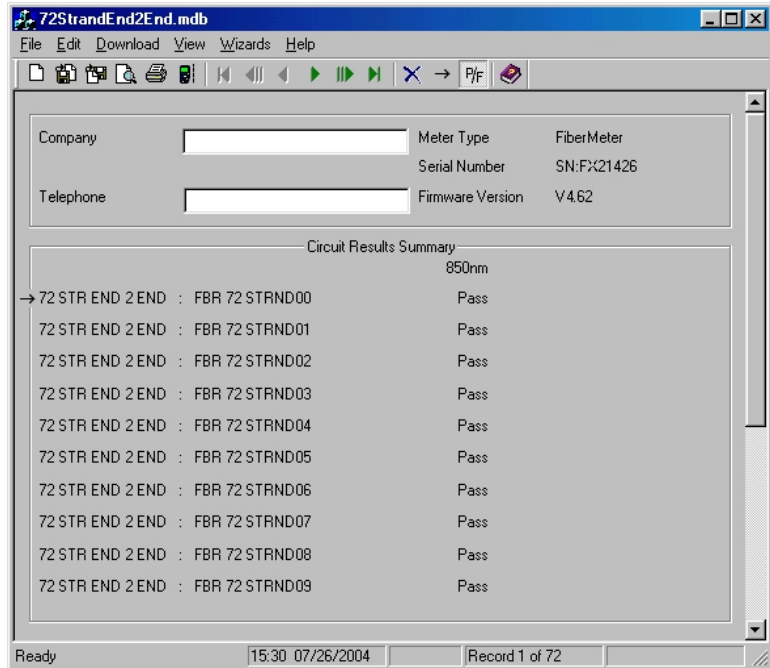 72StrandEnd2End.mdb
File Edit Download View Wizards Help
P/F
Company
Meter Type FiberMeter
Serial Number SN:FX21426
Telephone
Firmware Version V4.62
Circuit Results Summary
850nm
→ 72 STR END 2 END : FBR 72 STRND00 Pass
72 STR END 2 END : FBR 72 STRND01 Pass
72 STR END 2 END : FBR 72 STRND02 Pass
72 STR END 2 END : FBR 72 STRND03 Pass
72 STR END 2 END : FBR 72 STRND04 Pass
72 STR END 2 END : FBR 72 STRND05 Pass
72 STR END 2 END : FBR 72 STRND06 Pass
72 STR END 2 END : FBR 72 STRND07 Pass
72 STR END 2 END : FBR 72 STRND08 Pass
72 STR END 2 END : FBR 72 STRND09 Pass
Ready 15:30 07/26/2004 Record 1 of 72